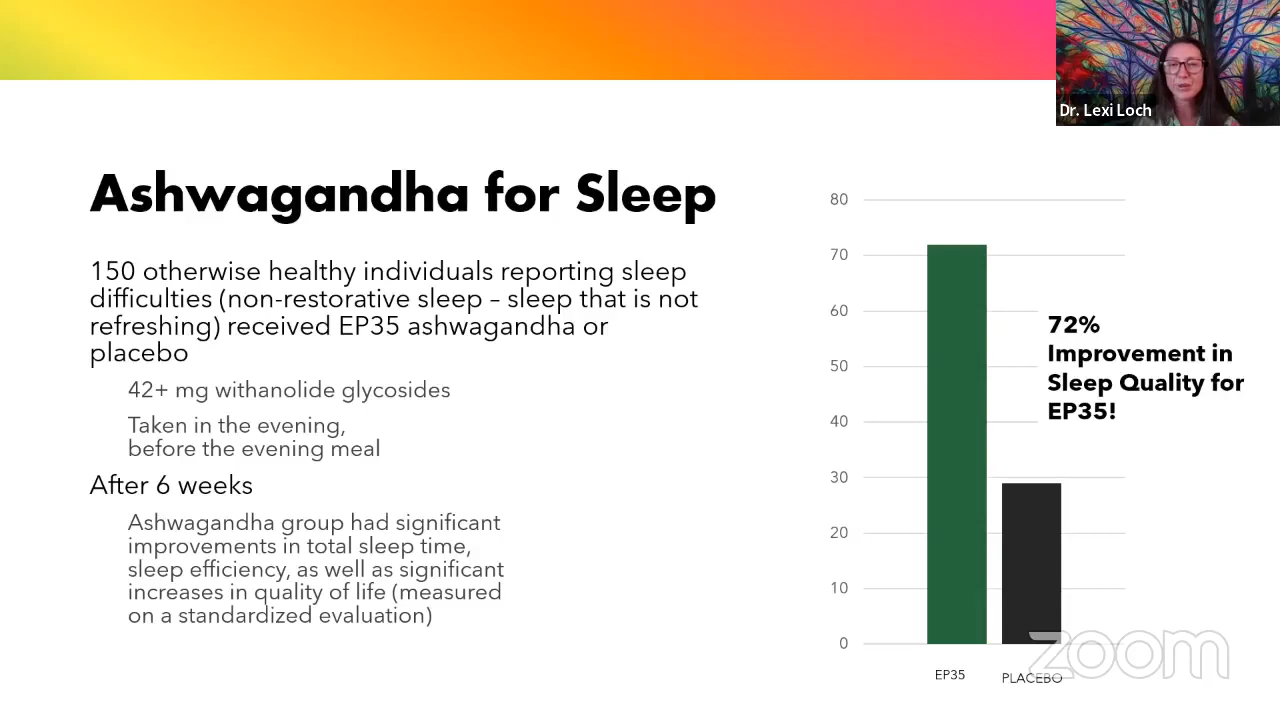 Dr. Lexi Loch
Ashwagandha for Sleep
150 otherwise healthy individuals reporting sleep
difficulties (non-restorative sleep – sleep that is not
refreshing) received EP35 ashwagandha or
placebo
42+ mg withanolide glycosides
Taken in the evening,
before the evening meal
After 6 weeks
Ashwagandha group had significant
improvements in total sleep time,
sleep efficiency, as well as significant
increases in quality of life (measured
on a standardized evaluation)
80
70
60
50
40
30
20
10
0
72%
Improvement in
Sleep Quality for
EP35!
EP35
PLACEBO
zoom